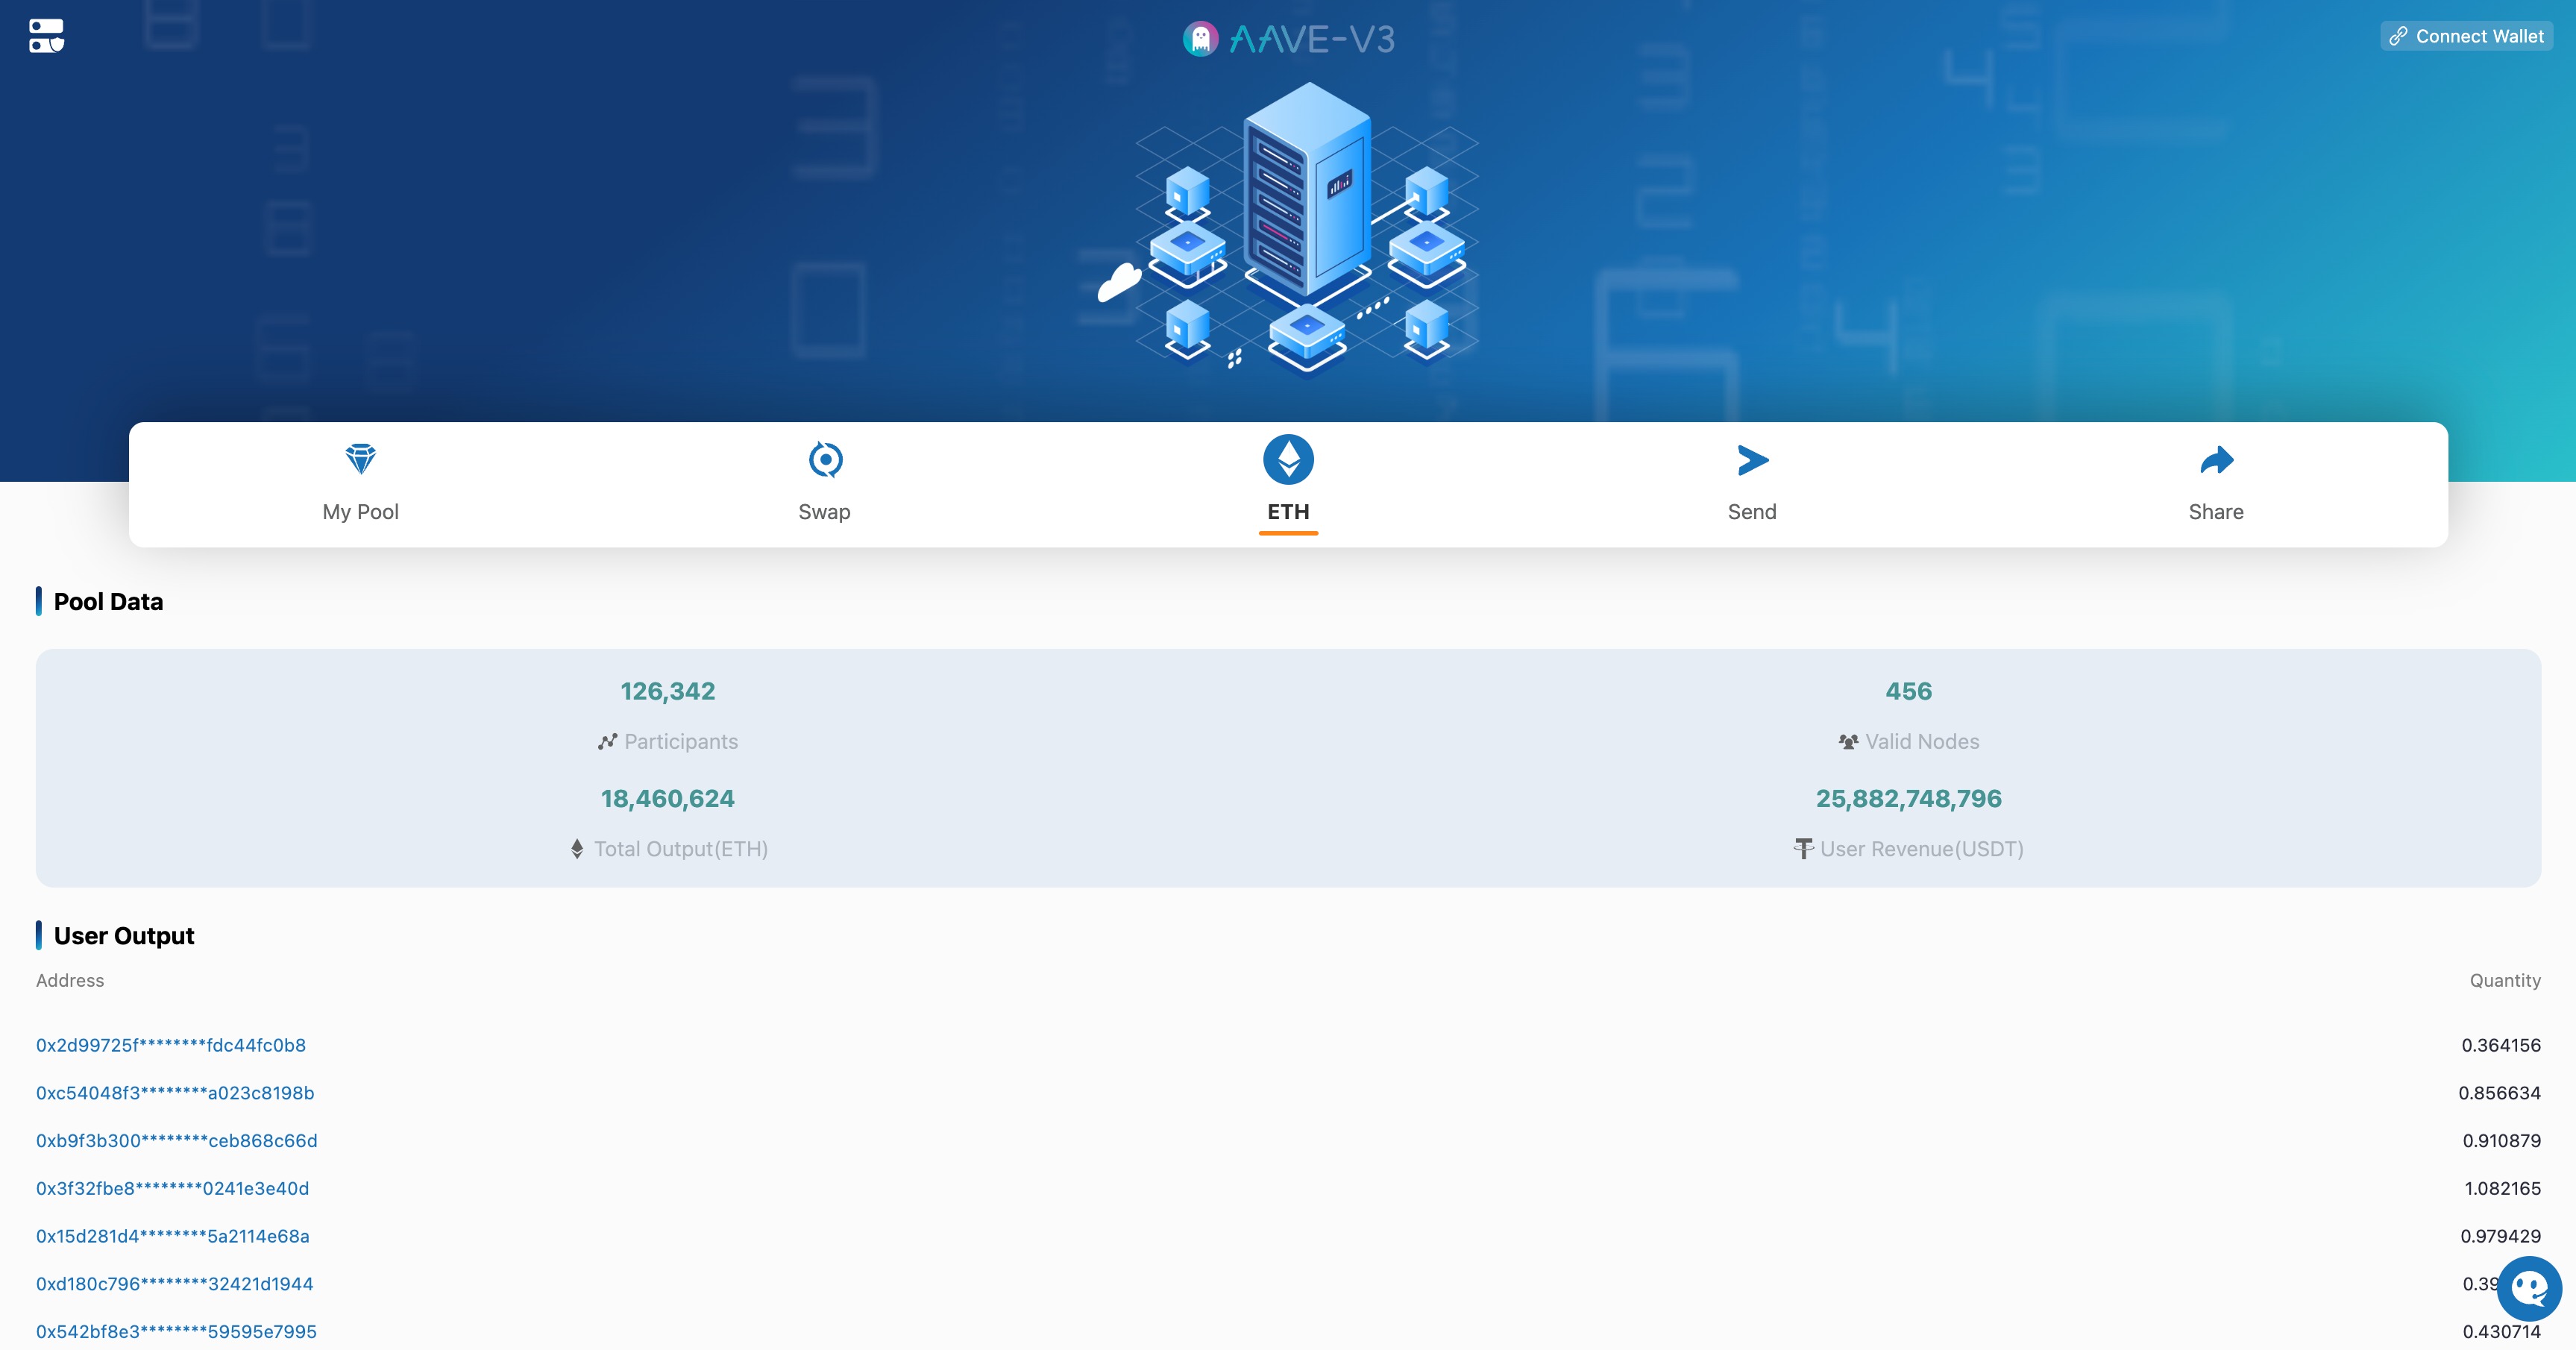 AAVE-V3
Connect Wallet
My Pool
Swap
ETH
Send
Share
Pool Data
126,342
456
Participants
Valid Nodes
18,460,624
25,882,748,796
Total Output(ETH)
User Revenue(USDT)
User Output
Address
Quantity
0x2d99725f********fdc44fc0b8
0.364156
0xc54048f3********a023c8198b
0.856634
0xb9f3b300********ceb868c66d
0.910879
0x3f32fbe8********0241e3e40d
1.082165
0x15d281d4********5a2114e68a
0.979429
0xd180c796********32421d1944
0x542bf8e3********59595e7995
0.430714